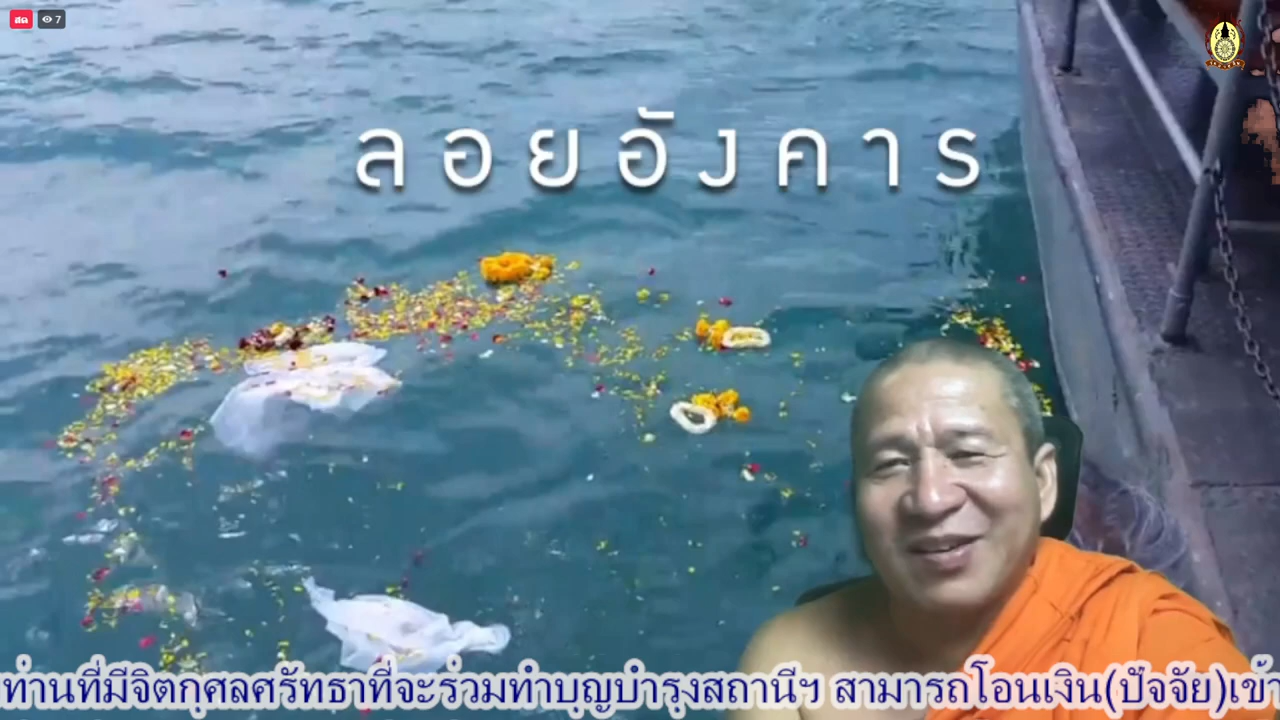 สด 7
ลอยอังคาร
ท่านที่มีจิตกุศลศรัทธาที่จะร่วมทำบุญบำรุงสถานีฯ สามารถโอนเงิน(ปัจจัย)เข้า